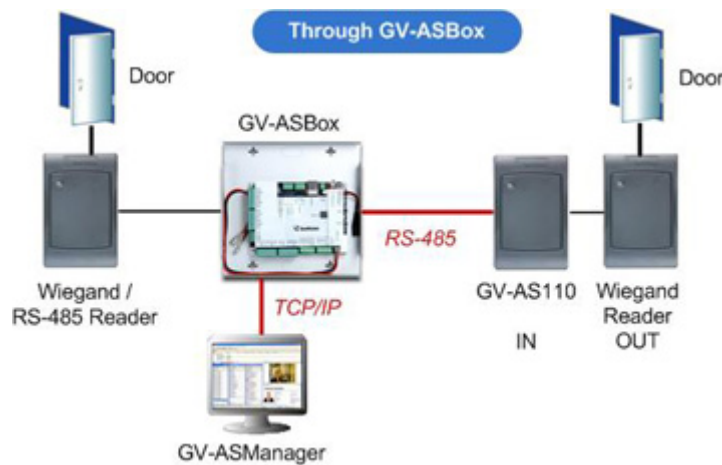 Through GV-ASBox
Door
Door
GV-ASBox
RS-485
Wiegand /
RS-485 Reader
TCP/IP
GV-AS110
IN
Wiegand
Reader
OUT
GV-ASManager